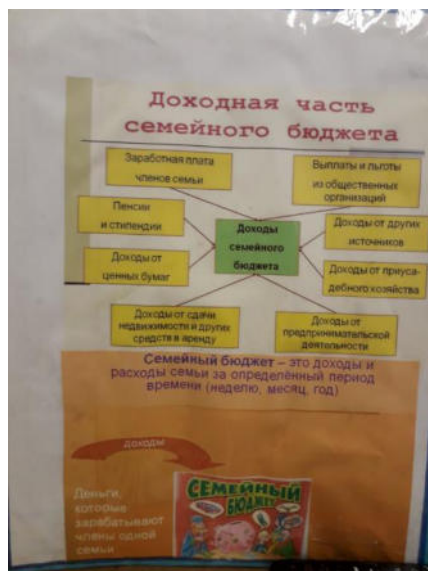 Доходная часть
семейного бюджета
Заработная плата
членов семьи
Выплаты и льготы
из общественных
организаций
Пенсии
и стипендии
Доходы
семейного
бюджета
Доходы от других
источников
Доходы от
ценных бумаг
Доходы от приуса-
дебного хозяйства
Доходы от сдачи
недвижимости и других
средств в аренду
Доходы от
предпринимательской
деятельности
Семейный бюджет – это доходы и
расходы семьи за определённый период
времени (неделю, месяц, год)
доходы
Деньги,
которые
зарабатывают
члены одной
семьи
СЕМЕЙНЫЙ
БЮДЖЕТ